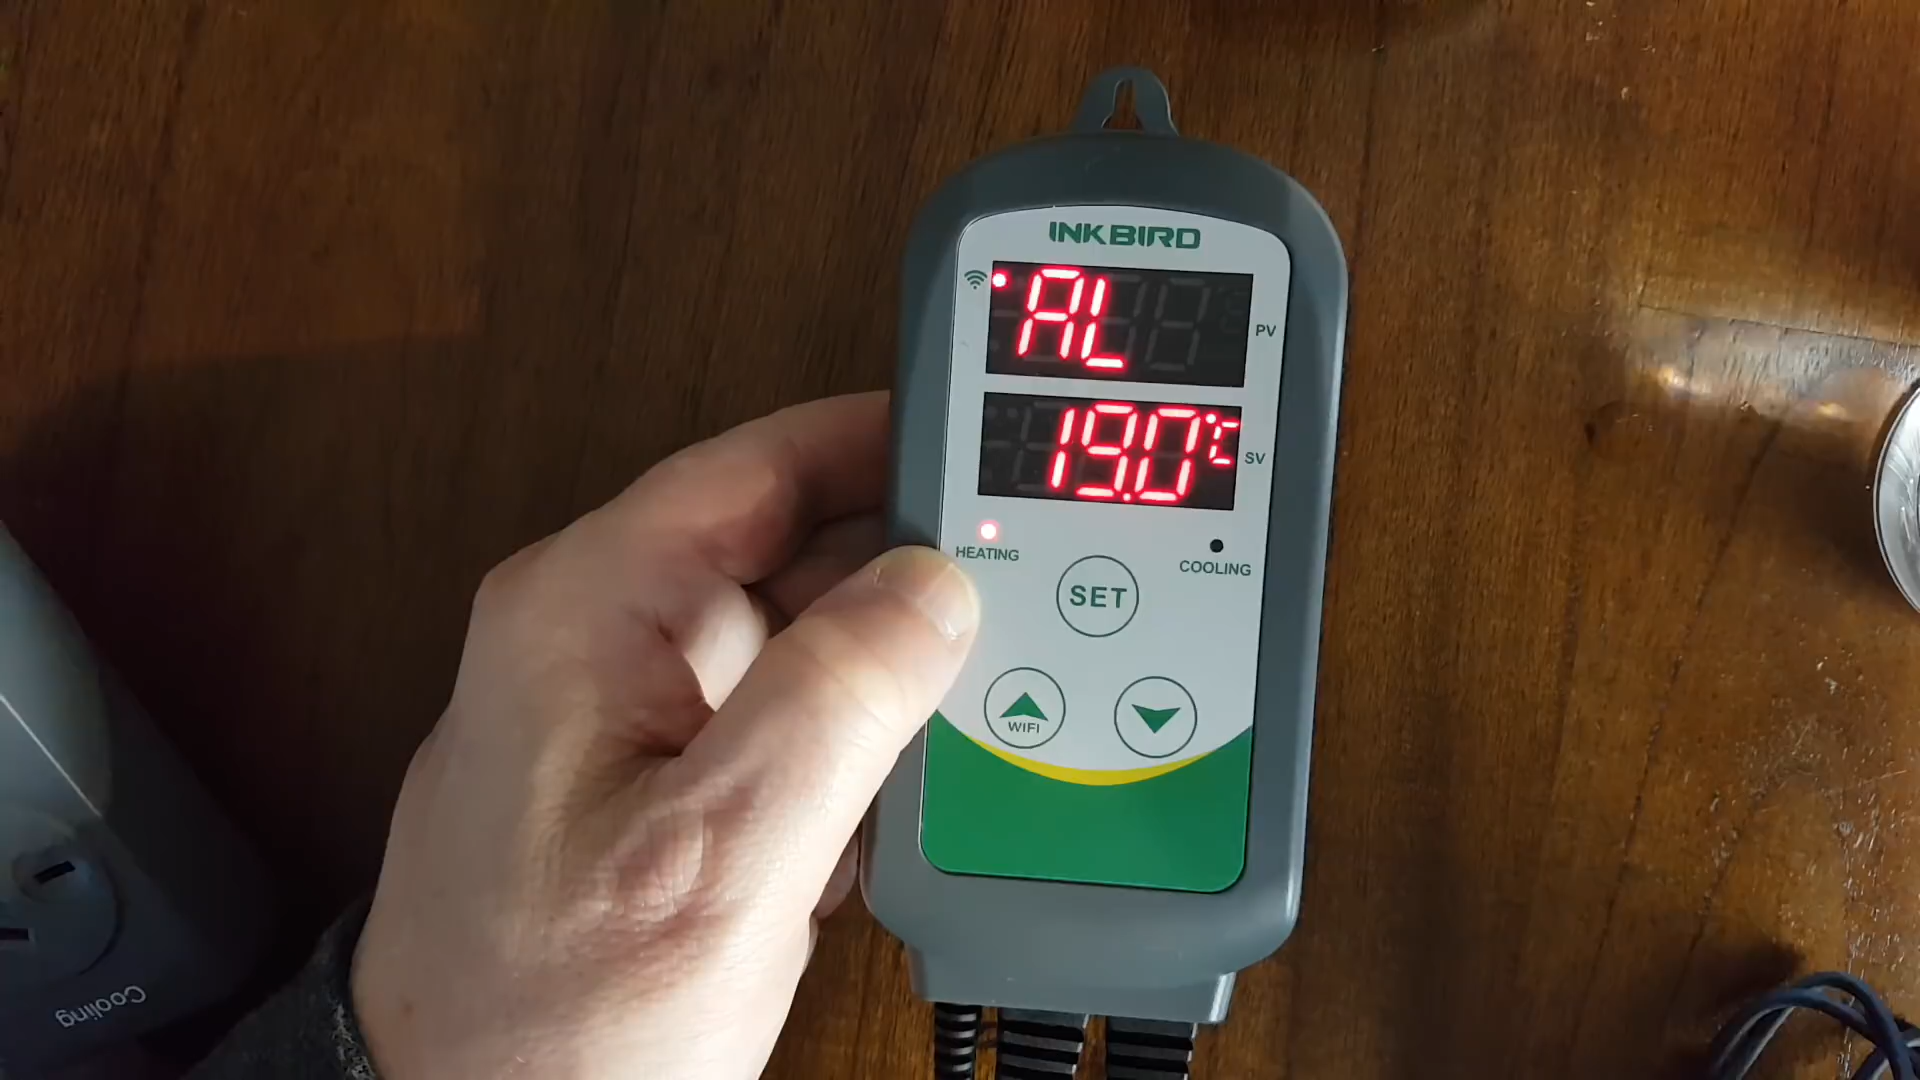 INKBIRD
AL
PV
19.0°C
SV
HEATING
COOLING
SET
WIFI
Cooling